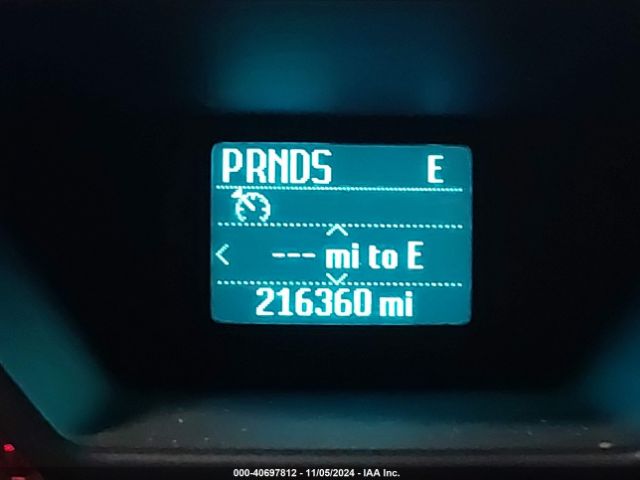 PRNDS E
--- mi to E
216360 mi
000-40697812 - 11/05/2024 - IAA Inc.